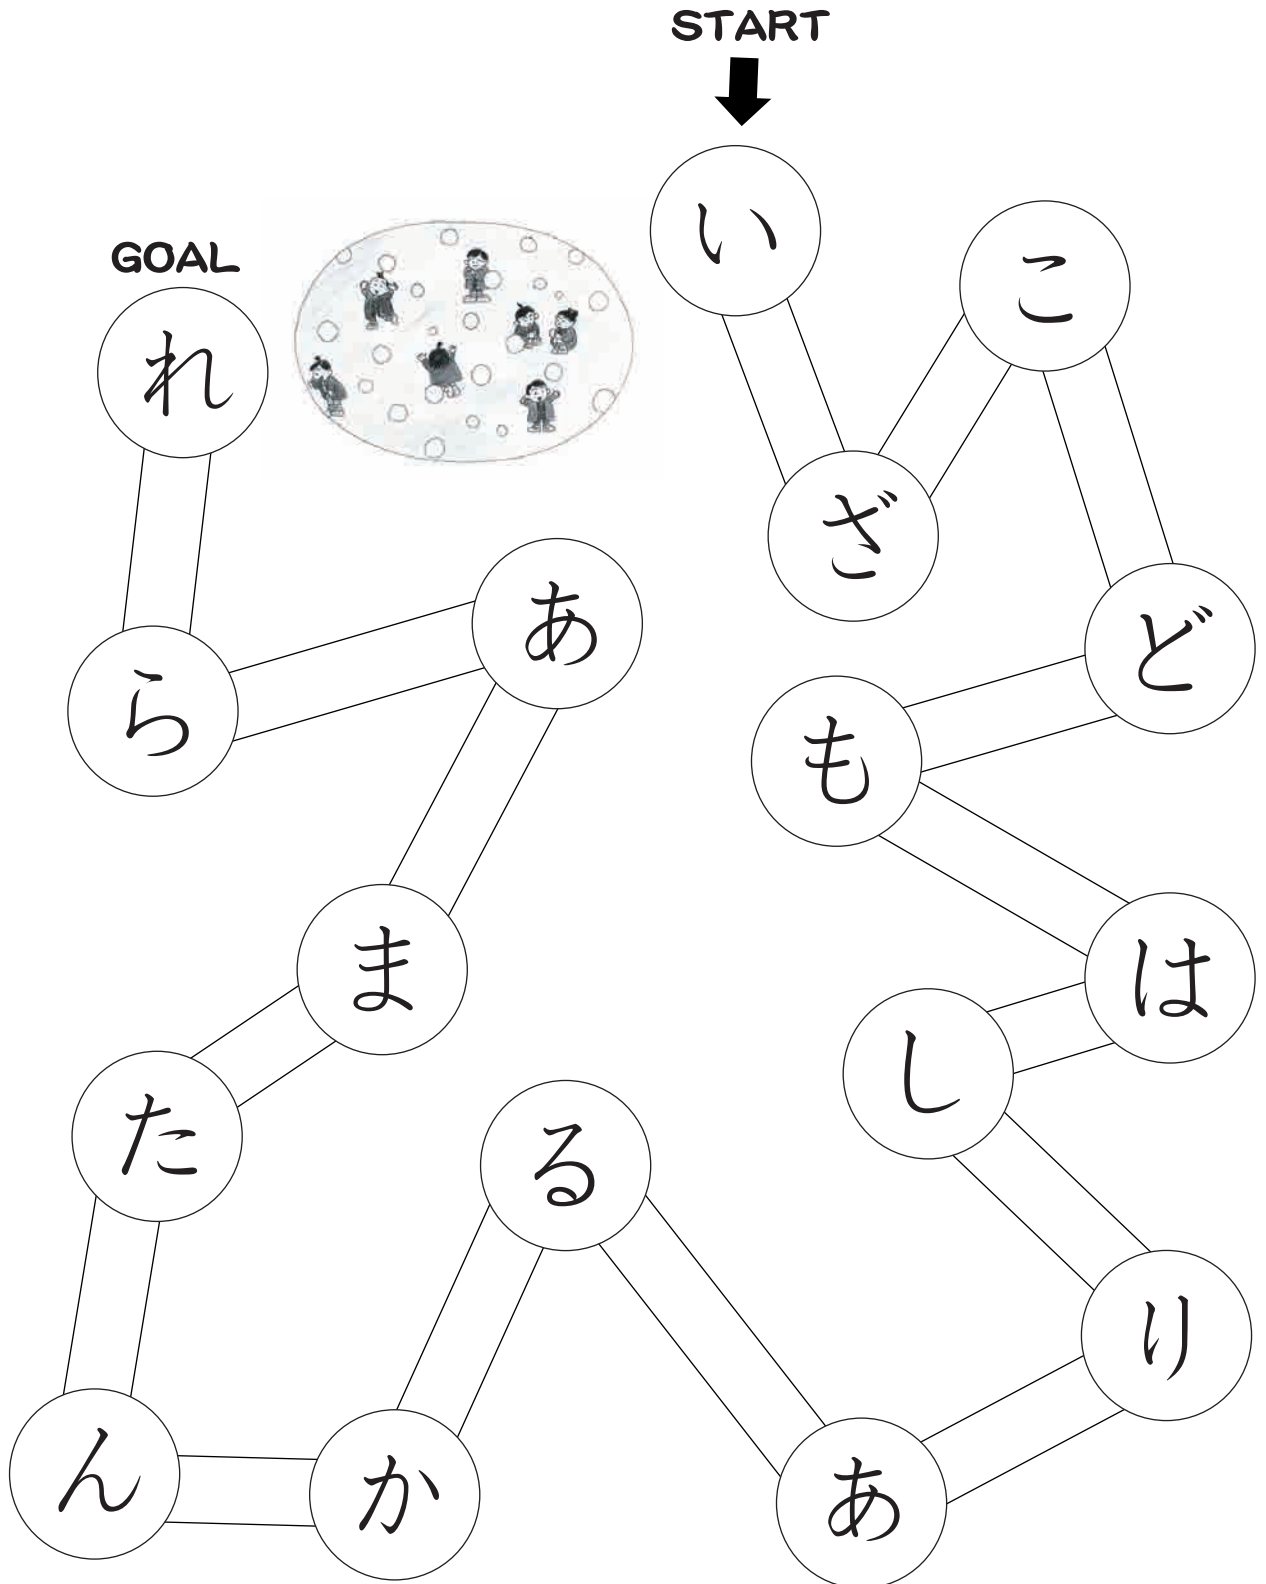 START
い
ざ
こ
ど
も
は
し
り
あ
る
か
ん
た
ま
あ
ら
れ
GOAL